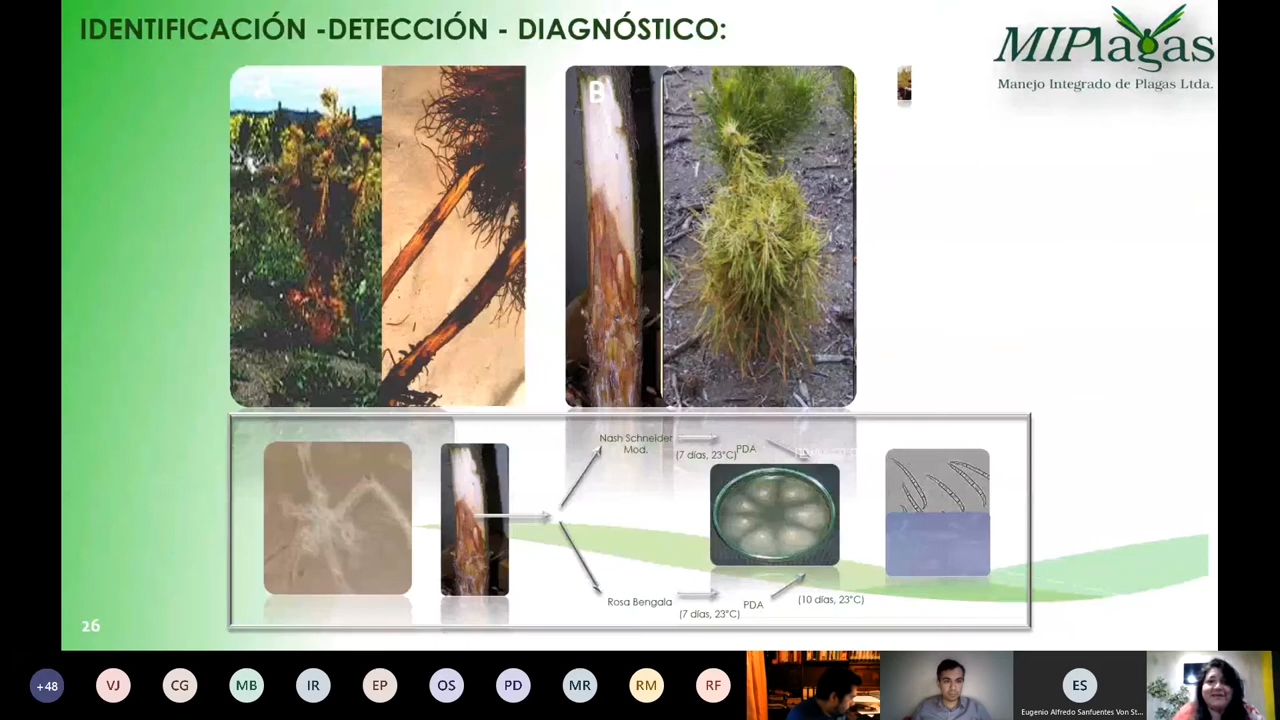 IDENTIFICACIÓN -DETECCIÓN - DIAGNÓSTICO:
MIPlagas
Manejo Integrado de Plagas Ltda.
B
Nash Schneider
Mod.
(7 días, 23°C)
PDA
Rosa Bengala
(7 días, 23°C)
PDA
(10 días, 23°C)
26
+48
VJ
CG
MB
IR
EP
OS
PD
MR
RM
RF
ES
Eugenio Alfredo Sanfuentes Von St...